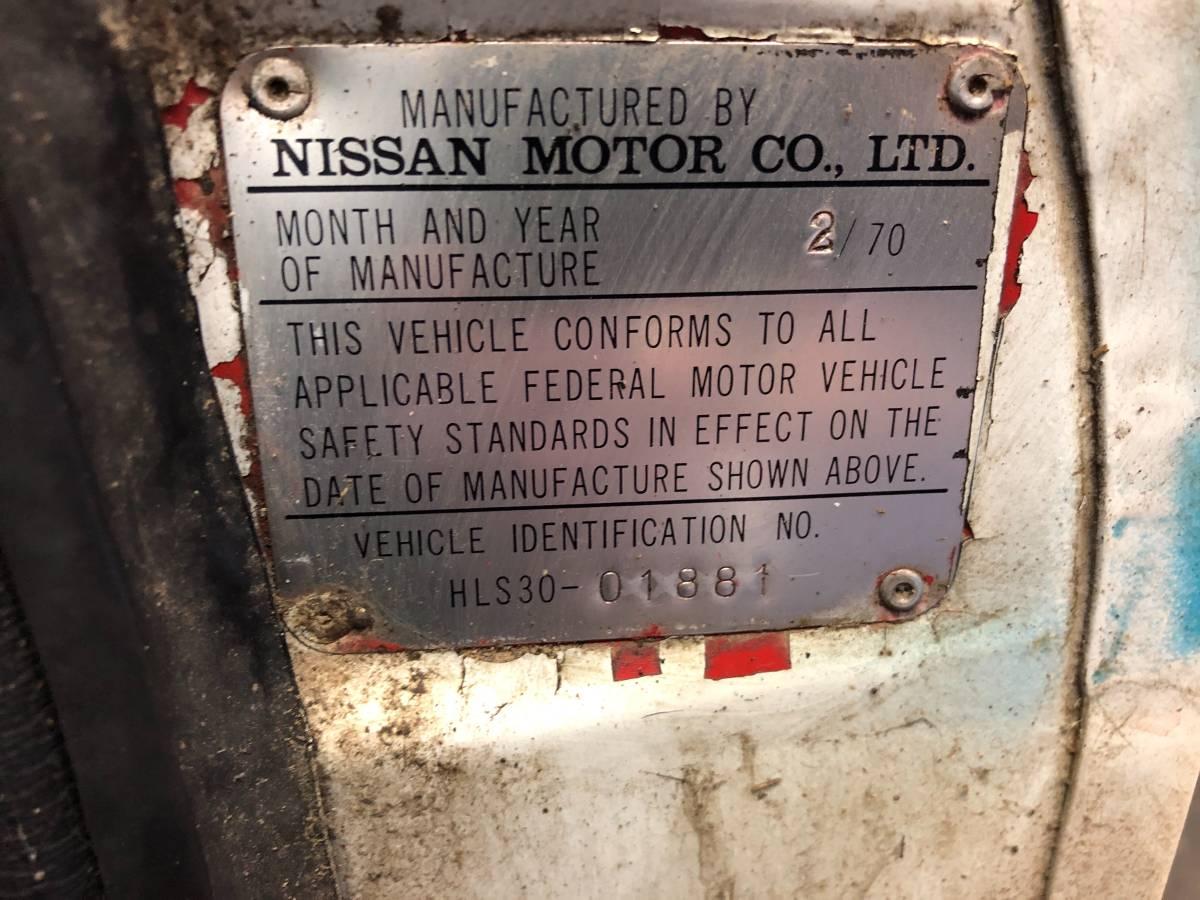 MANUFACTURED BY
NISSAN MOTOR CO., LTD.
MONTH AND YEAR
OF MANUFACTURE
2/70
THIS VEHICLE CONFORMS TO ALL
APPLICABLE FEDERAL MOTOR VEHICLE
SAFETY STANDARDS IN EFFECT ON THE
DATE OF MANUFACTURE SHOWN ABOVE.
VEHICLE IDENTIFICATION NO.
HLS30-01881